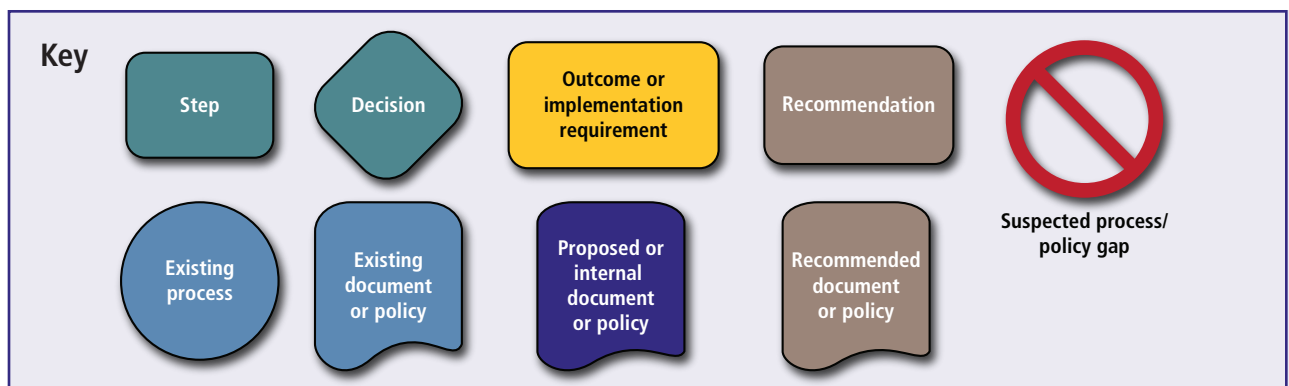 Key
Step
Decision
Outcome or
implementation
requirement
Recommendation
Suspected process/
policy gap
Existing
process
Existing
document
or policy
Proposed or
internal
document
or policy
Recommended
document
or policy